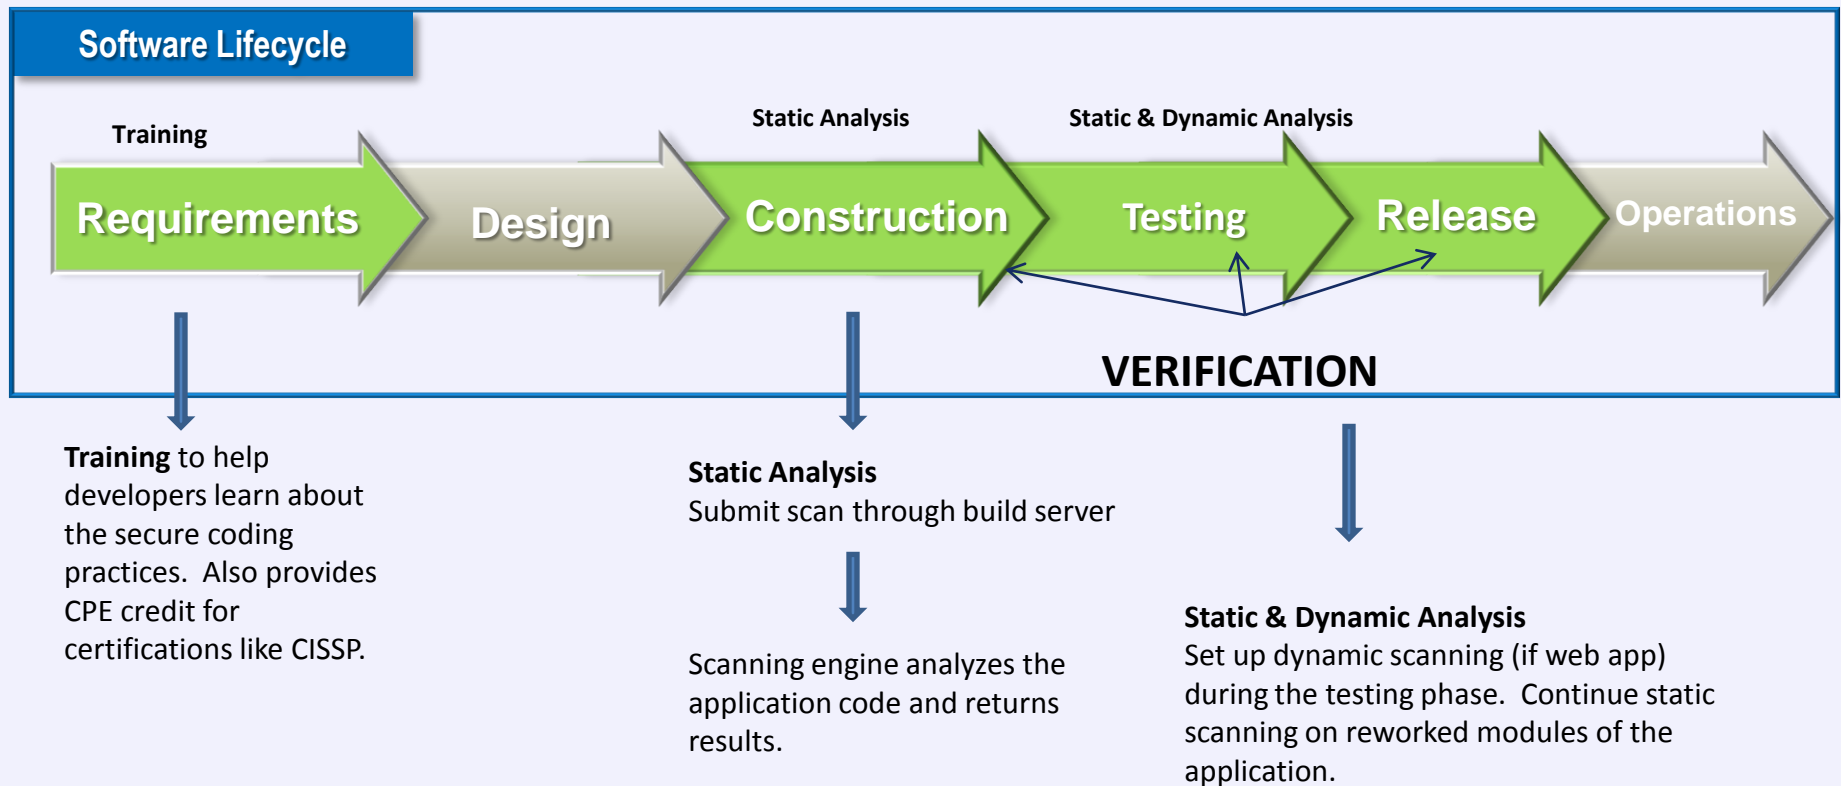 Software Lifecycle
Training
Static Analysis
Static & Dynamic Analysis
Requirements
Design
Construction
Testing
Release
Operations
VERIFICATION
Training to help
developers learn about
the secure coding
practices.  Also provides
CPE credit for
certifications like CISSP.
Static Analysis
Submit scan through build server
Scanning engine analyzes the
application code and returns
results.
Static & Dynamic Analysis
Set up dynamic scanning (if web app)
during the testing phase.  Continue static
scanning on reworked modules of the
application.